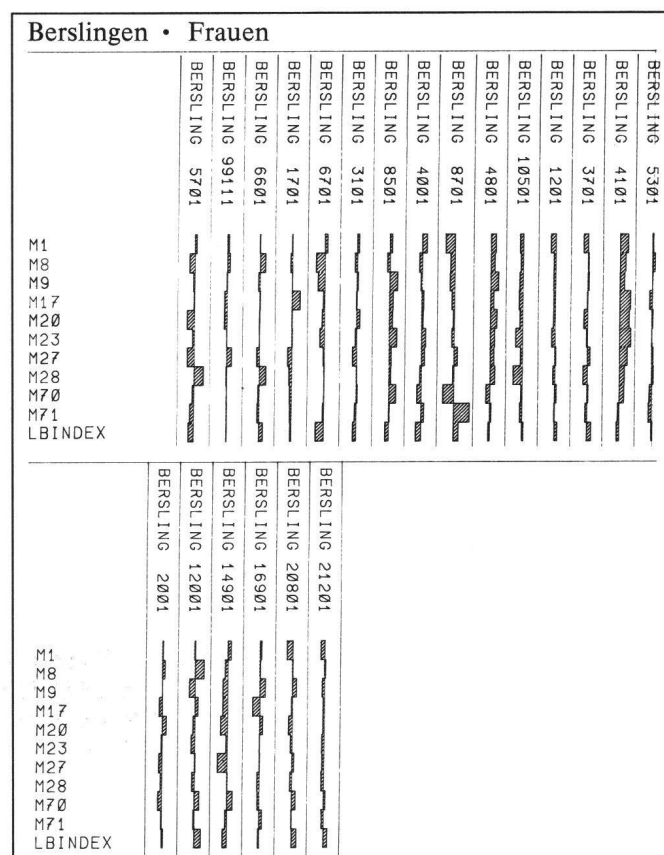 Berslingen • Frauen
BERSLING 5701
BERSLING 99111
BERSLING 6601
BERSLING 1701
BERSLING 6701
BERSLING 3101
BERSLING 8501
BERSLING 4001
BERSLING 8701
BERSLING 4801
BERSLING 10501
BERSLING 1201
BERSLING 3701
BERSLING 4101
BERSLING 5301
M1
M8
M9
M17
M20
M23
M27
M28
M70
M71
LBINDEX
BERSLING 2001
BERSLING 12001
BERSLING 14901
BERSLING 16901
BERSLING 20801
BERSLING 21201
M1
M8
M9
M17
M20
M23
M27
M28
M70
M71
LBINDEX